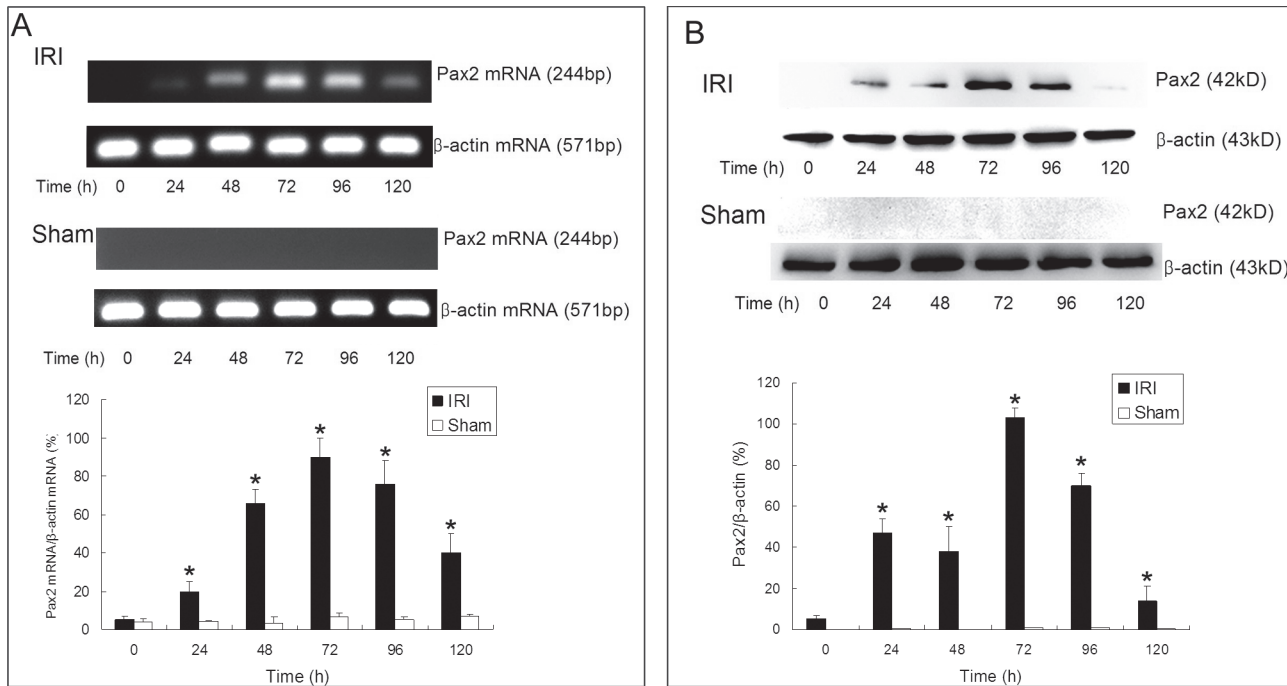 A
IRI
Pax2 mRNA (244bp)
β-actin mRNA (571bp)
Time (h) 0 24 48 72 96 120
Sham
Pax2 mRNA (244bp)
β-actin mRNA (571bp)
Time (h) 0 24 48 72 96 120
120
100
80
60
40
20
0
Pax2 mRNA/β-actin mRNA (%)
IRI
Sham
* * * * *
0 24 48 72 96 120
Time (h)
B
IRI
Pax2 (42kD)
β-actin (43kD)
Time (h) 0 24 48 72 96 120
Sham
Pax2 (42kD)
β-actin (43kD)
Time (h) 0 24 48 72 96 120
120
100
80
60
40
20
0
Pax2/β-actin (%)
IRI
Sham
* * * * *
0 24 48 72 96 120
Time (h)